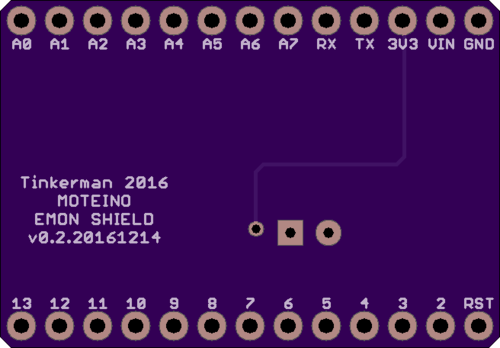 A0 A1 A2 A3 A4 A5 A6 A7 RX TX 3V3 VIN GND
Tinkerman 2016
MOTEINO
EMON SHIELD
v0.2.20161214
13 12 11 10 9 8 7 6 5 4 3 2 RST